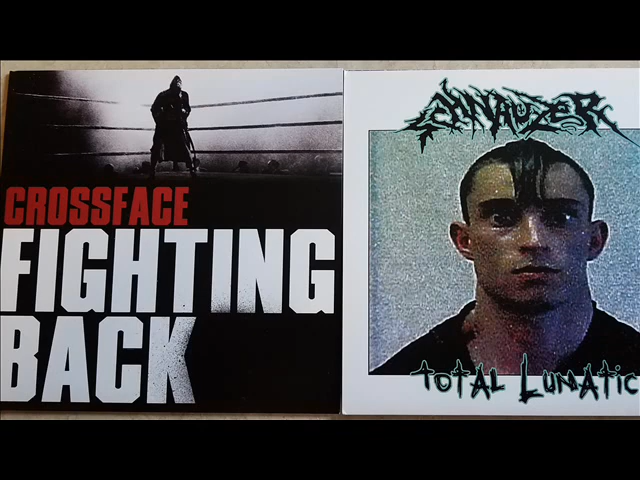 CROSSFACE
FIGHTING
BACK
SCHNAUZER
TOTAL LUNATIC